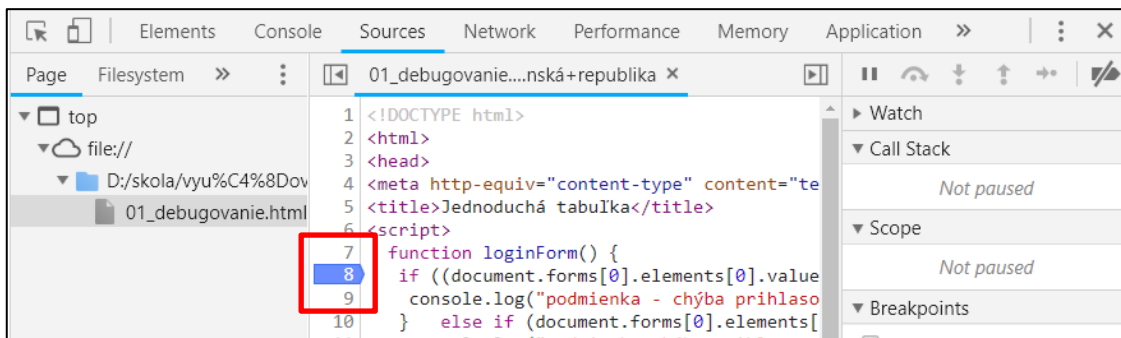 Elements Console Sources Network Performance Memory Application »
Page Filesystem » 01_debugovanie....nská+republika ×
top
file://
D:/skola/vyu%C4%8Dov
01_debugovanie.html
1 <!DOCTYPE html>
2 <html>
3 <head>
4 <meta http-equiv="content-type" content="te
5 <title>Jednoduchá tabuľka</title>
6 <script>
7 function loginForm() {
8 if ((document.forms[0].elements[0].value
9 console.log("podmienka - chýba prihlaso
10 } else if (document.forms[0].elements[
Watch
Call Stack
Not paused
Scope
Not paused
Breakpoints